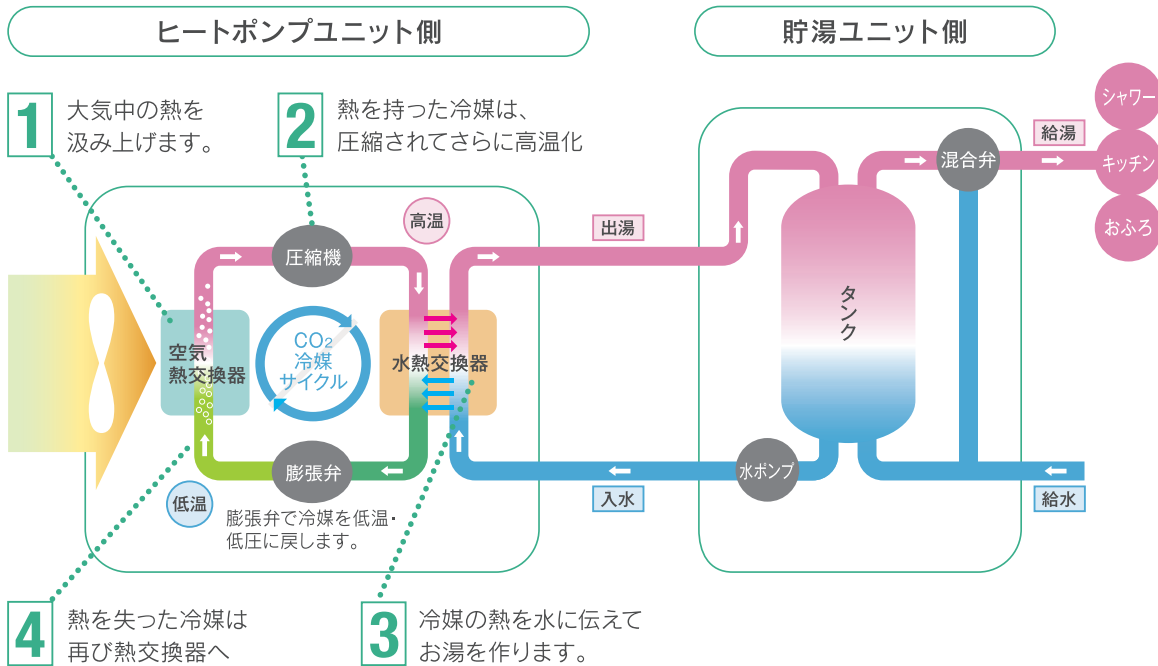 ヒートポンプユニット側
貯湯ユニット側
1
大気中の熱を
汲み上げます。
2
熱を持った冷媒は、
圧縮されてさらに高温化
圧縮機
高温
空気
熱交換器
CO₂
冷媒
サイクル
水熱交換器
膨張弁
低温
膨張弁で冷媒を低温・
低圧に戻します。
出湯
入水
水ポンプ
タンク
混合弁
給湯
給水
シャワー
キッチン
おふろ
4
熱を失った冷媒は
再び熱交換器へ
3
冷媒の熱を水に伝えて
お湯を作ります。